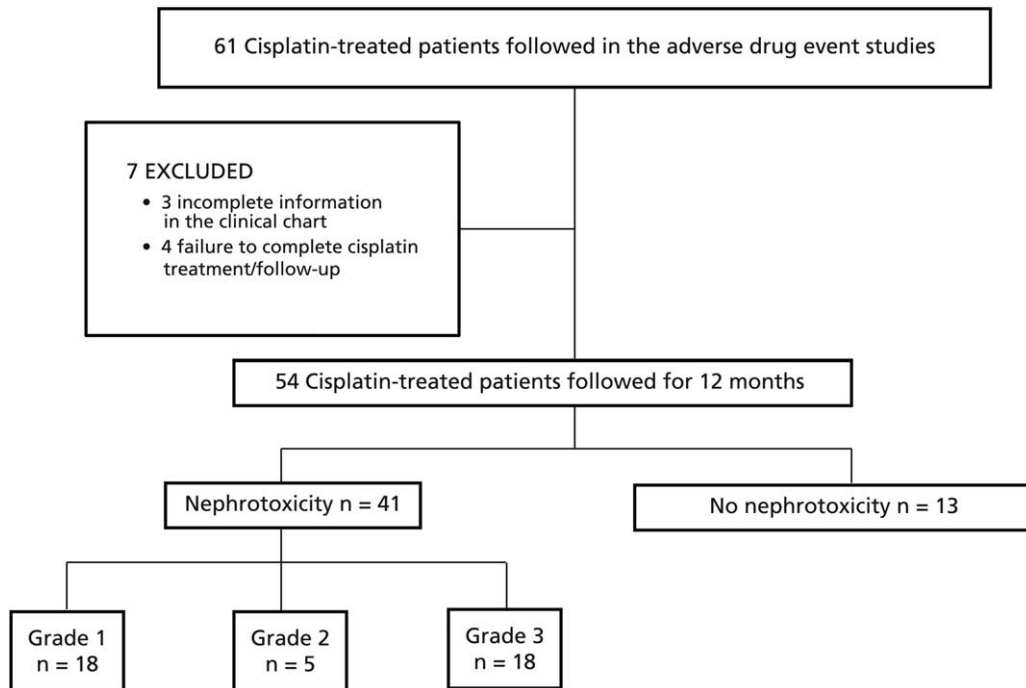 61 Cisplatin-treated patients followed in the adverse drug event studies
7 EXCLUDED
• 3 incomplete information
in the clinical chart
• 4 failure to complete cisplatin
treatment/follow-up
54 Cisplatin-treated patients followed for 12 months
Nephrotoxicity n = 41
No nephrotoxicity n = 13
Grade 1
n = 18
Grade 2
n = 5
Grade 3
n = 18